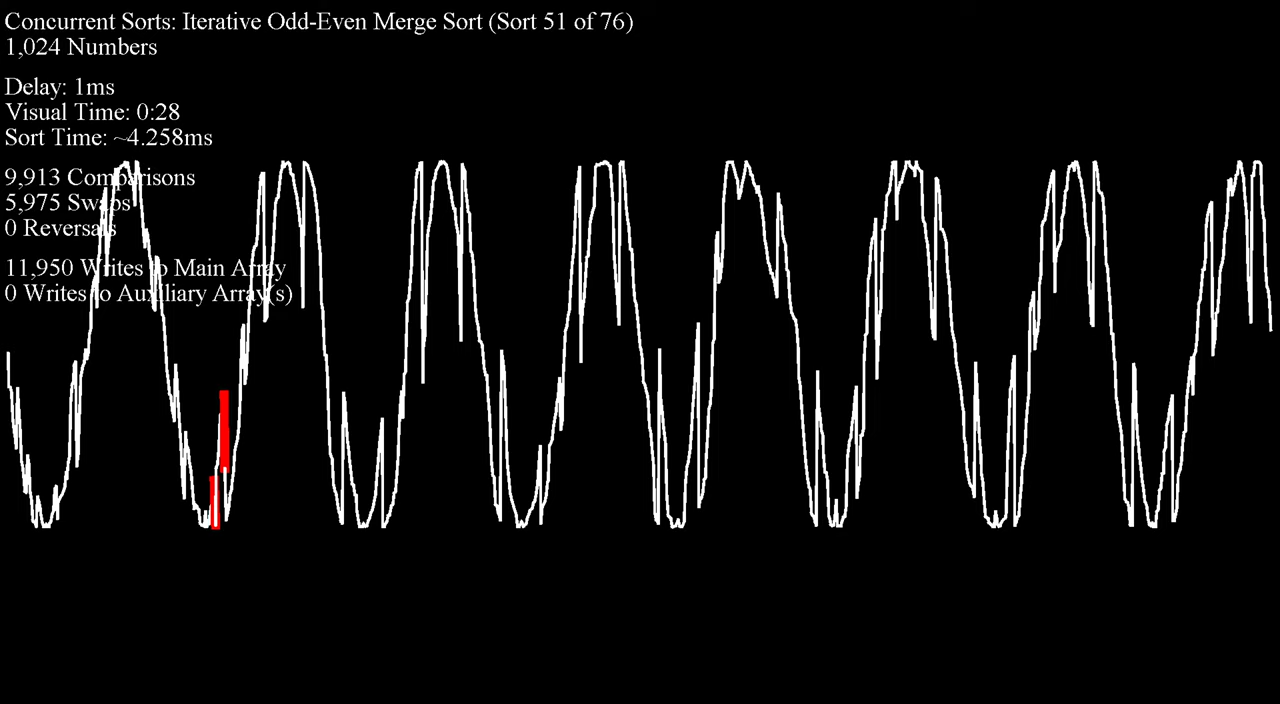 Concurrent Sorts: Iterative Odd-Even Merge Sort (Sort 51 of 76)
1,024 Numbers
Delay: 1ms
Visual Time: 0:28
Sort Time: ~4.258ms
9,913 Comparisons
5,975 Swaps
0 Reversals
11,950 Writes to Main Array
0 Writes to Auxiliary Array(s)